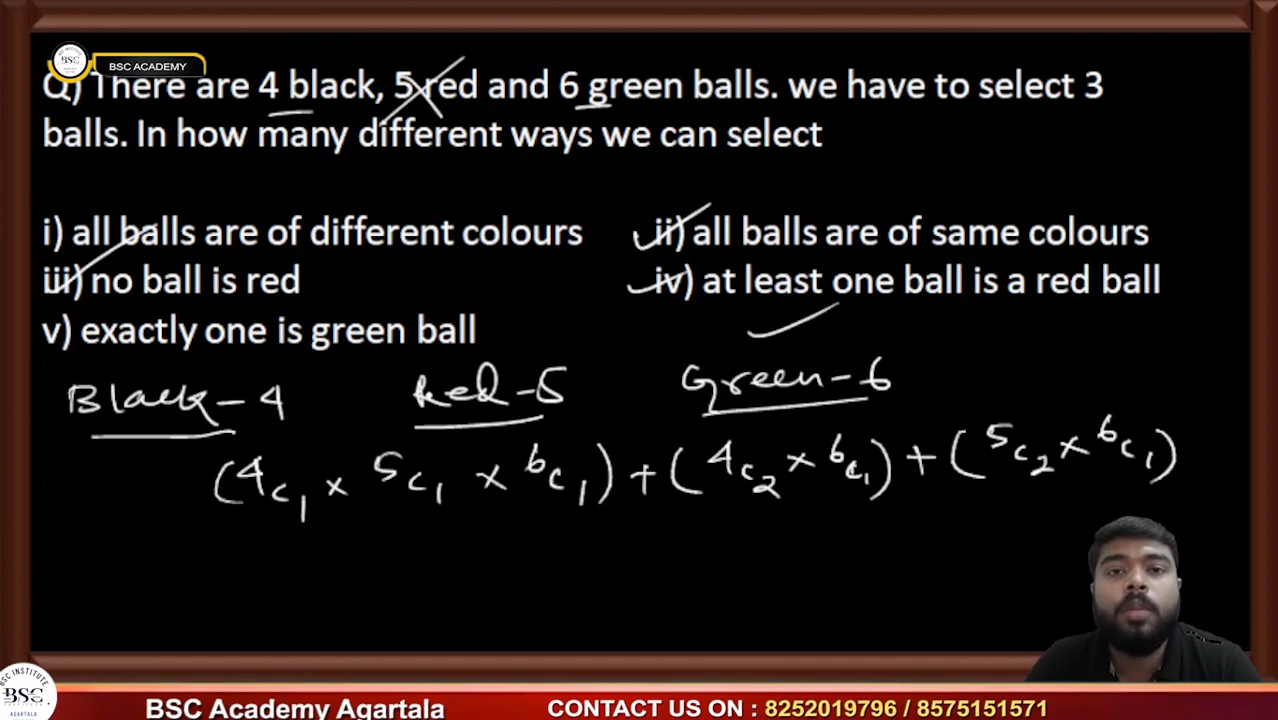 BSC ACADEMY
Q) There are 4 black, 5 red and 6 green balls. we have to select 3
balls. In how many different ways we can select
i) all balls are of different colours
ii) all balls are of same colours
iii) no ball is red
iv) at least one ball is a red ball
v) exactly one is green ball
Black-4 Red-5 Green-6
(4c₁ × 5c₁ × 6c₁) + (4c₂ × 6c₁) + (5c₂ × 6c₁)
BSC INSTITUTE
BSC
AGARTALA
BSC Academy Agartala
CONTACT US ON : 8252019796 / 8575151571